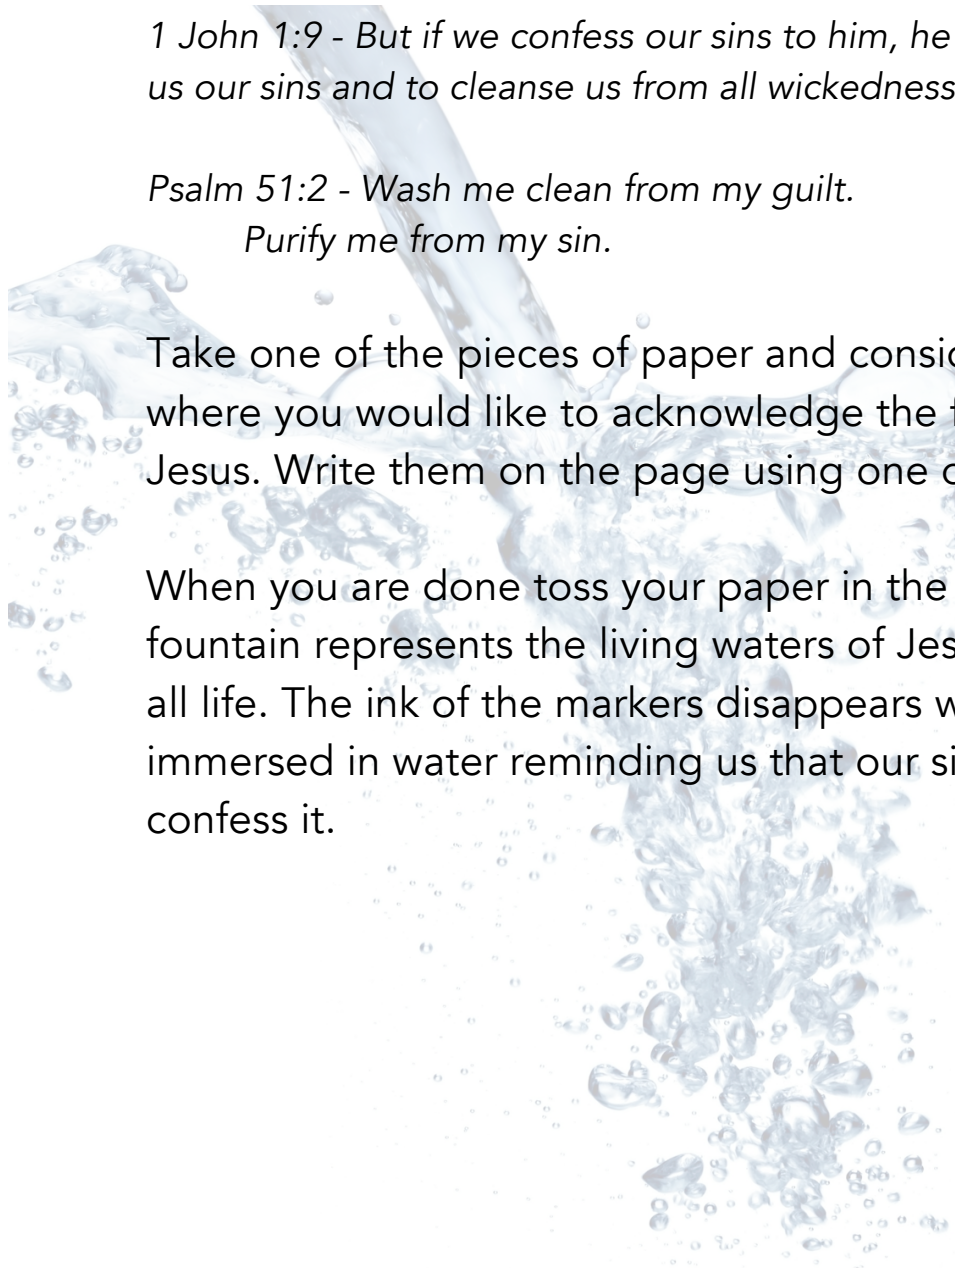 1 John 1:9 - But if we confess our sins to him, he
us our sins and to cleanse us from all wickedness
Psalm 51:2 - Wash me clean from my guilt.
Purify me from my sin.
Take one of the pieces of paper and
where you would like to acknowledge the
Jesus. Write them on the page using one
When you are done toss your paper in the
fountain represents the living waters of
all life. The ink of the markers disappears
immersed in water reminding us that our
confess it.